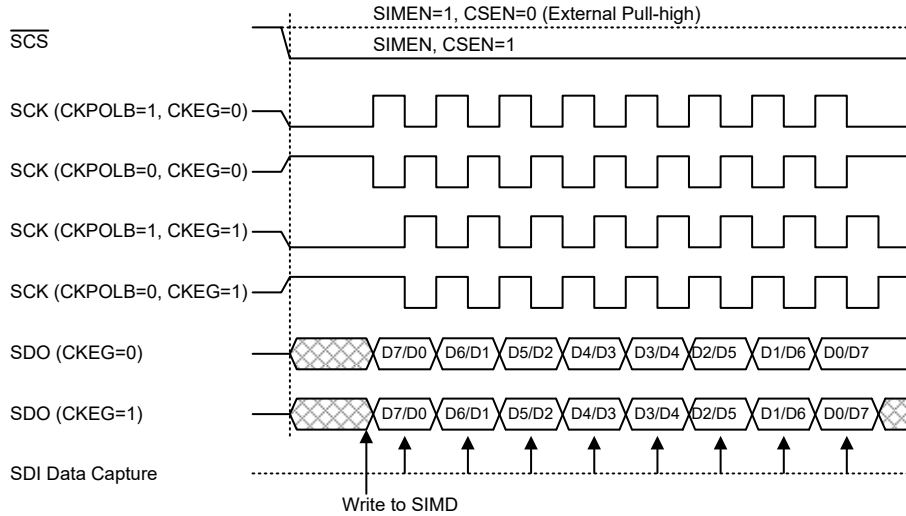 SIMEN=1, CSEN=0 (External Pull-high)
SCS
SIMEN, CSEN=1
SCK (CKPOLB=1, CKEG=0)
SCK (CKPOLB=0, CKEG=0)
SCK (CKPOLB=1, CKEG=1)
SCK (CKPOLB=0, CKEG=1)
SDO (CKEG=0) D7/D0 D6/D1 D5/D2 D4/D3 D3/D4 D2/D5 D1/D6 D0/D7
SDO (CKEG=1) D7/D0 D6/D1 D5/D2 D4/D3 D3/D4 D2/D5 D1/D6 D0/D7
SDI Data Capture
Write to SIMD